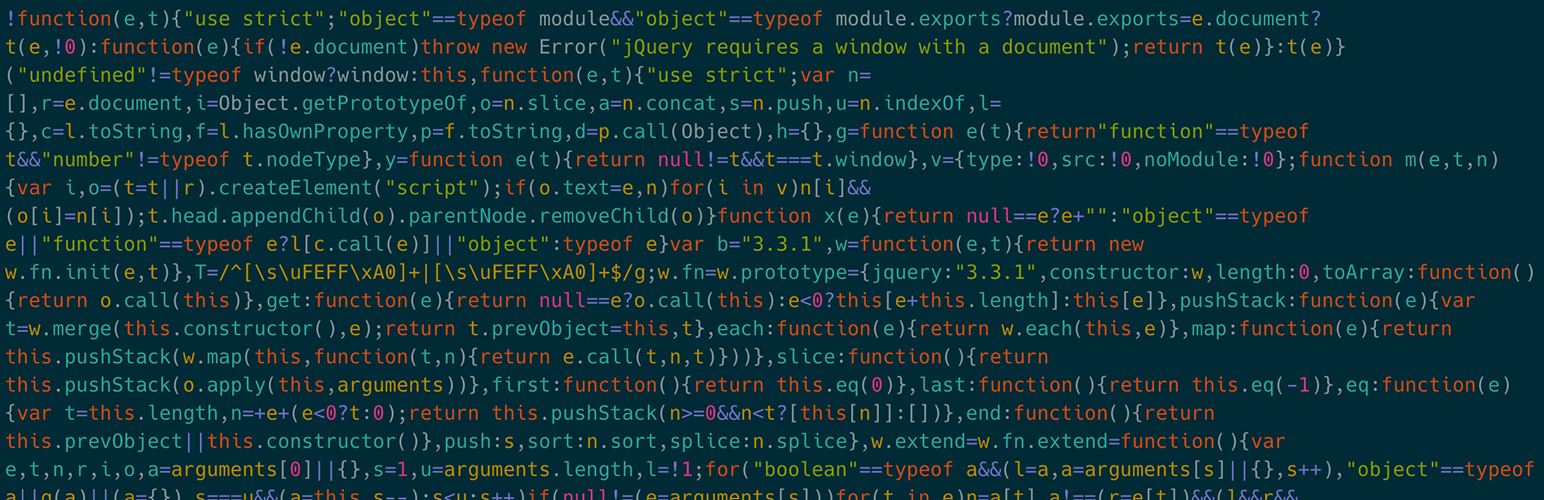 !function(e,t){"use strict";"object"==typeof module&&"object"==typeof module.exports?module.exports=e.document?
t(e,!0):function(e){if(!e.document)throw new Error("jQuery requires a window with a document");return t(e)}:t(e)}
("undefined"!=typeof window?window:this,function(e,t){"use strict";var n=
[],r=e.document,i=Object.getPrototypeOf,o=n.slice,a=n.concat,s=n.push,u=n.indexOf,l=
{},c=l.toString,f=l.hasOwnProperty,p=f.toString,d=p.call(Object),h={},g=function e(t){return"function"==typeof
t&&"number"!=typeof t.nodeType},y=function e(t){return null!=t&&t===t.window},v={type:!0,src:!0,noModule:!0};function m(e,t,n)
{var i,o=(t=t||r).createElement("script");if(o.text=e,n)for(i in v)n[i]&&
(o[i]=n[i]);t.head.appendChild(o).parentNode.removeChild(o)}function x(e){return null==e?e+"":"object"==typeof
e||"function"==typeof e?l[c.call(e)]||"object":typeof e}var b="3.3.1",w=function(e,t){return new
w.fn.init(e,t)},T=/^[\s\uFEFF\xA0]+|[\s\uFEFF\xA0]+$/g;w.fn=w.prototype={jquery:"3.3.1",constructor:w,length:0,toArray:function()
{return o.call(this)},get:function(e){return null==e?o.call(this):e<0?this[e+this.length]:this[e]},pushStack:function(e){var
t=w.merge(this.constructor(),e);return t.prevObject=this,t},each:function(e){return w.each(this,e)},map:function(e){return
this.pushStack(w.map(this,function(t,n){return e.call(t,n,t)}))},slice:function(){return
this.pushStack(o.apply(this,arguments))},first:function(){return this.eq(0)},last:function(){return this.eq(-1)},eq:function(e)
{var t=this.length,n=+e+(e<0?t:0);return this.pushStack(n>=0&&n<t?[this[n]]:[])},end:function(){return
this.prevObject||this.constructor()},push:s,sort:n.sort,splice:n.splice},w.extend=w.fn.extend=function(){var
e,t,n,r,i,o,a=arguments[0]||{},s=1,u=arguments.length,l=!1;for("boolean"==typeof a&&(l=a,a=arguments[s]||{},s++),"object"==typeof
a||g(a)||(a={}),s===u&&(a=this,s--);s<u;s++)if(null!=(e=arguments[s]))for(t in e)n=a[t],a!==(r=e[t])&&(l&&r&&